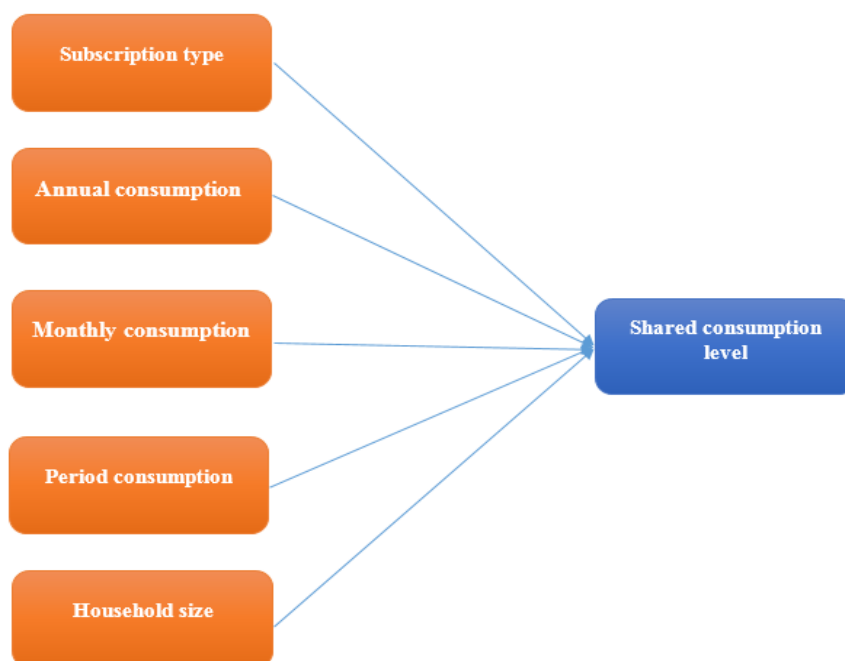 Subscription type
Annual consumption
Monthly consumption
Shared consumption
level
Period consumption
Household size